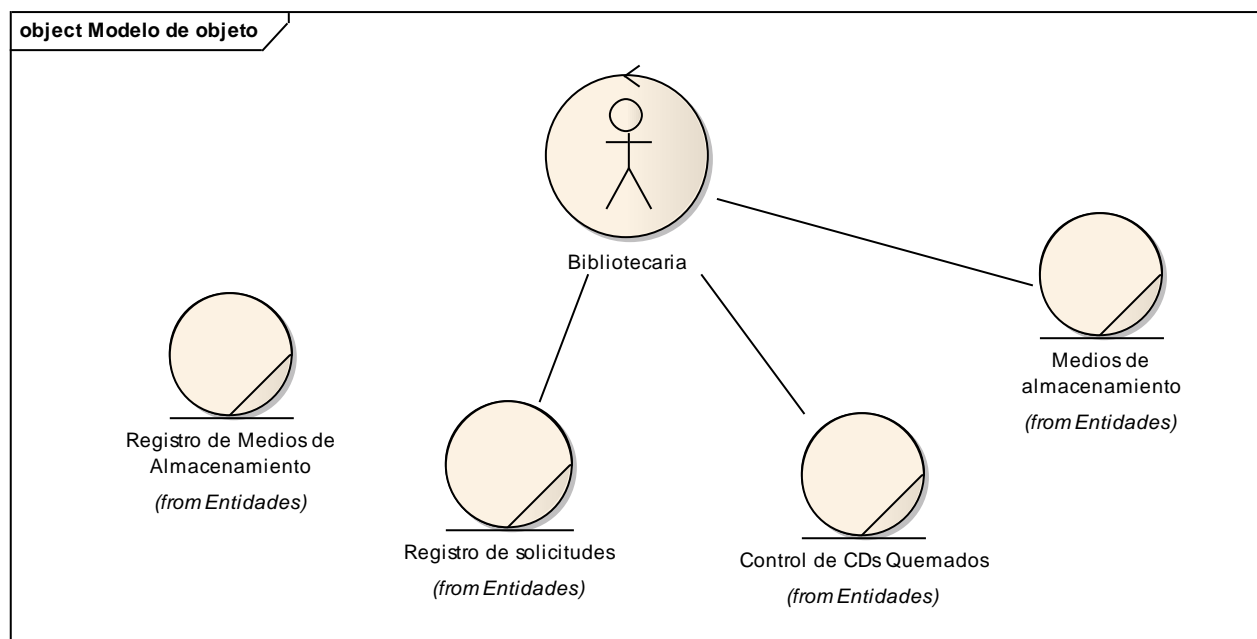 object Modelo de objeto
Bibliotecaria
Medios de
almacenamiento
(from Entidades)
Registro de Medios de
Almacenamiento
(from Entidades)
Registro de solicitudes
(from Entidades)
Control de CDs Quemados
(from Entidades)